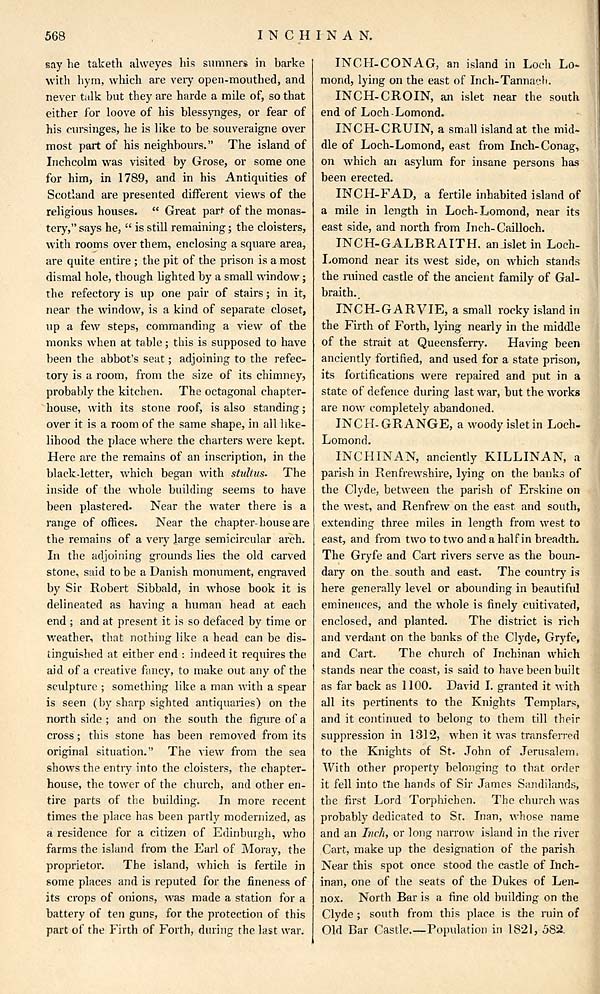 568
INCHINAN.
say he taketh alweyes his sumners in barke
with hym, which are very open-mouthed, and
never talk but they are harde a mile of, so that
either for loove of his blessynges, or fear of
his cursinges, he is like to be souveraigne over
most part of his neighbours." The island of
Inchcolm was visited by Grose, or some one
for him, in 1789, and in his Antiquities of
Scotland are presented different views of the
religious houses. " Great part of the monas-
tery," says he, " is still remaining; the cloisters,
with rooms over them, enclosing a square area,
are quite entire; the pit of the prison is a most
dismal hole, though lighted by a small window;
the refectory is up one pair of stairs; in it,
near the window, is a kind of separate closet,
up a few steps, commanding a view of the
monks when at table; this is supposed to have
been the abbot's seat; adjoining to the refec-
tory is a room, from the size of its chimney,
probably the kitchen. The octagonal chapter-
house, with its stone roof, is also standing;
over it is a room of the same shape, in all like-
lihood the place where the charters were kept.
Here are the remains of an inscription, in the
black-letter, which began with stultus. The
inside of the whole building seems to have
been plastered. Near the water there is a
range of offices. Near the chapter-house are
the remains of a very large semicircular arch.
In the adjoining grounds lies the old carved
stone, said to be a Danish monument, engraved
by Sir Robert Sibbald, in whose book it is
delineated as having a human head at each
end; and at present it is so defaced by time or
weather, that nothing like a head can be dis-
tinguished at either end : indeed it requires the
aid of a creative fancy, to make out any of the
sculpture; something like a man with a spear
is seen (by sharp sighted antiquaries) on the
north side; and on the south the figure of a
cross; this stone has been removed from its
original situation." The view from the sea
shows the entry into the cloisters, the chapter-
house, the tower of the church, and other en-
tire parts of the building. In more recent
times the place has been partly modernized, as
a residence for a citizen of Edinburgh, who
farms the island from the Earl of Moray, the
proprietor. The island, which is fertile in
some places and is reputed for the fineness of
its crops of onions, was made a station for a
battery of ten guns, for the protection of this
part of the Firth of Forth, during the last war.
INCH-CONAG, an island in Loch Lo-
mond, lying on the east of Inch-Tannach.
INCH-CROIN, an islet near the south
end of Loch-Lomond.
INCH-CRUIN, a small island at the mid-
dle of Loch-Lomond, east from Inch-Conag,
on which an asylum for insane persons has
been erected.
INCH-FAD, a fertile inhabited island of
a mile in length in Loch-Lomond, near its
east side, and north from Inch-Cailloch.
INCH-GALBRAITH, an islet in Loch-
Lomond near its west side, on which stands
the ruined castle of the ancient family of Gal-
braith.
INCH-GARVIE, a small rocky island in
the Firth of Forth, lying nearly in the middle
of the strait at Queensferry. Having been
anciently fortified, and used for a state prison,
its fortifications were repaired and put in a
state of defence during last war, but the works
are now completely abandoned.
INCH-GRANGE, a woody islet in Loch-
Lomond.
INCHINAN, anciently KILLINAN, a
parish in Renfrewshire, lying on the banks of
the Clyde, between the parish of Erskine on
the west, and Renfrew on the east and south,
extending three miles in length from west to
east, and from two to two and a half in breadth.
The Gryfe and Cart rivers serve as the boun-
dary on the south and east. The country is
here generally level or abounding in beautiful
eminences, and the whole is finely cultivated,
enclosed, and planted. The district is rich
and verdant on the banks of the Clyde, Gryfe,
and Cart. The church of Inchinan which
stands near the coast, is said to have been built
as far back as 1100. David I. granted it with
all its pertinents to the Knights Templars,
and it continued to belong to them till their
suppression in 1312, when it was transferred
to the Knights of St. John of Jerusalem.
With other property belonging to that order
it fell into the hands of Sir James Sandilands,
the first Lord Torphichen. The church was
probably dedicated to St. Inan, whose name
and an Inch, or long narrow island in the river
Cart, make up the designation of the parish
Near this spot once stood the castle of Inch-
inan, one of the seats of the Dukes of Len-
nox. North Bar is a fine old building on the
Clyde; south from this place is the ruin of
Old Bar Castle.—Population in 1821, 582.